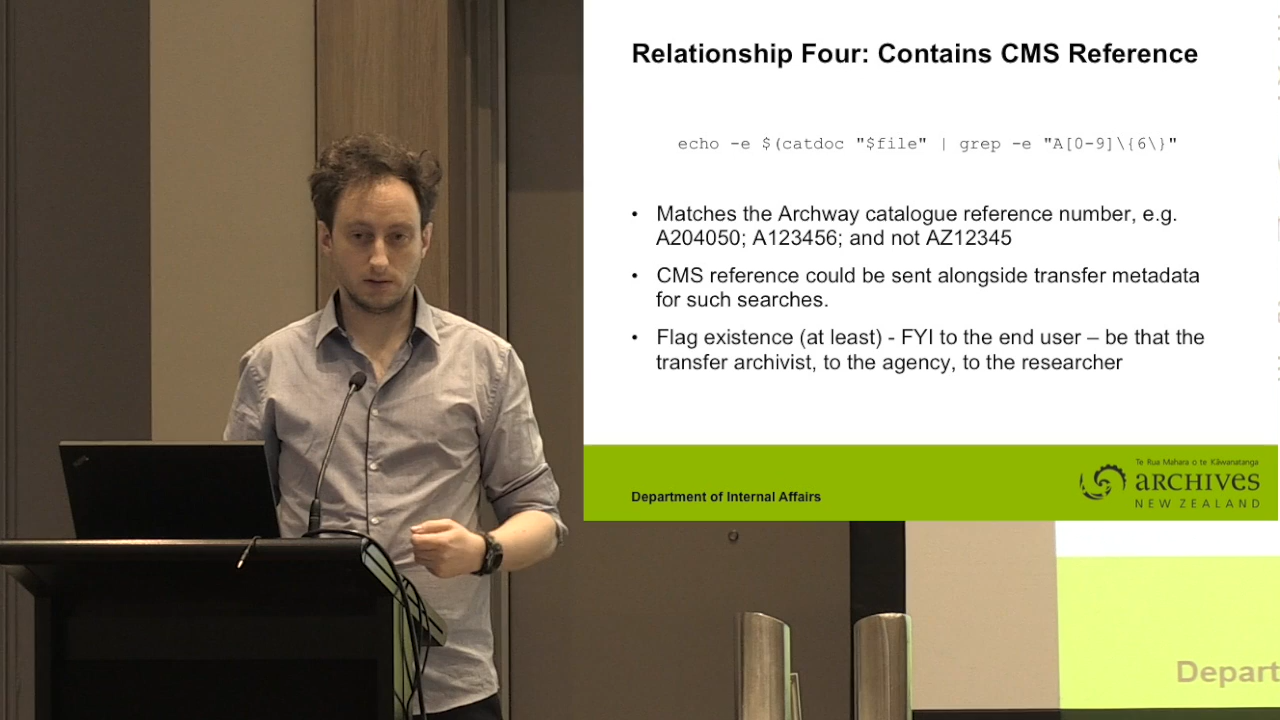 Relationship Four: Contains CMS Reference
echo -e $(catdoc "$file" | grep -e "A[0-9]\{6\}"
• Matches the Archway catalogue reference number, e.g.
A204050; A123456; and not AZ12345
• CMS reference could be sent alongside transfer metadata
for such searches.
• Flag existence (at least) - FYI to the end user – be that the
transfer archivist, to the agency, to the researcher
Te Rua Mahara o te Kāwanatanga
ARCHIVES
NEW ZEALAND
Department of Internal Affairs
Depart